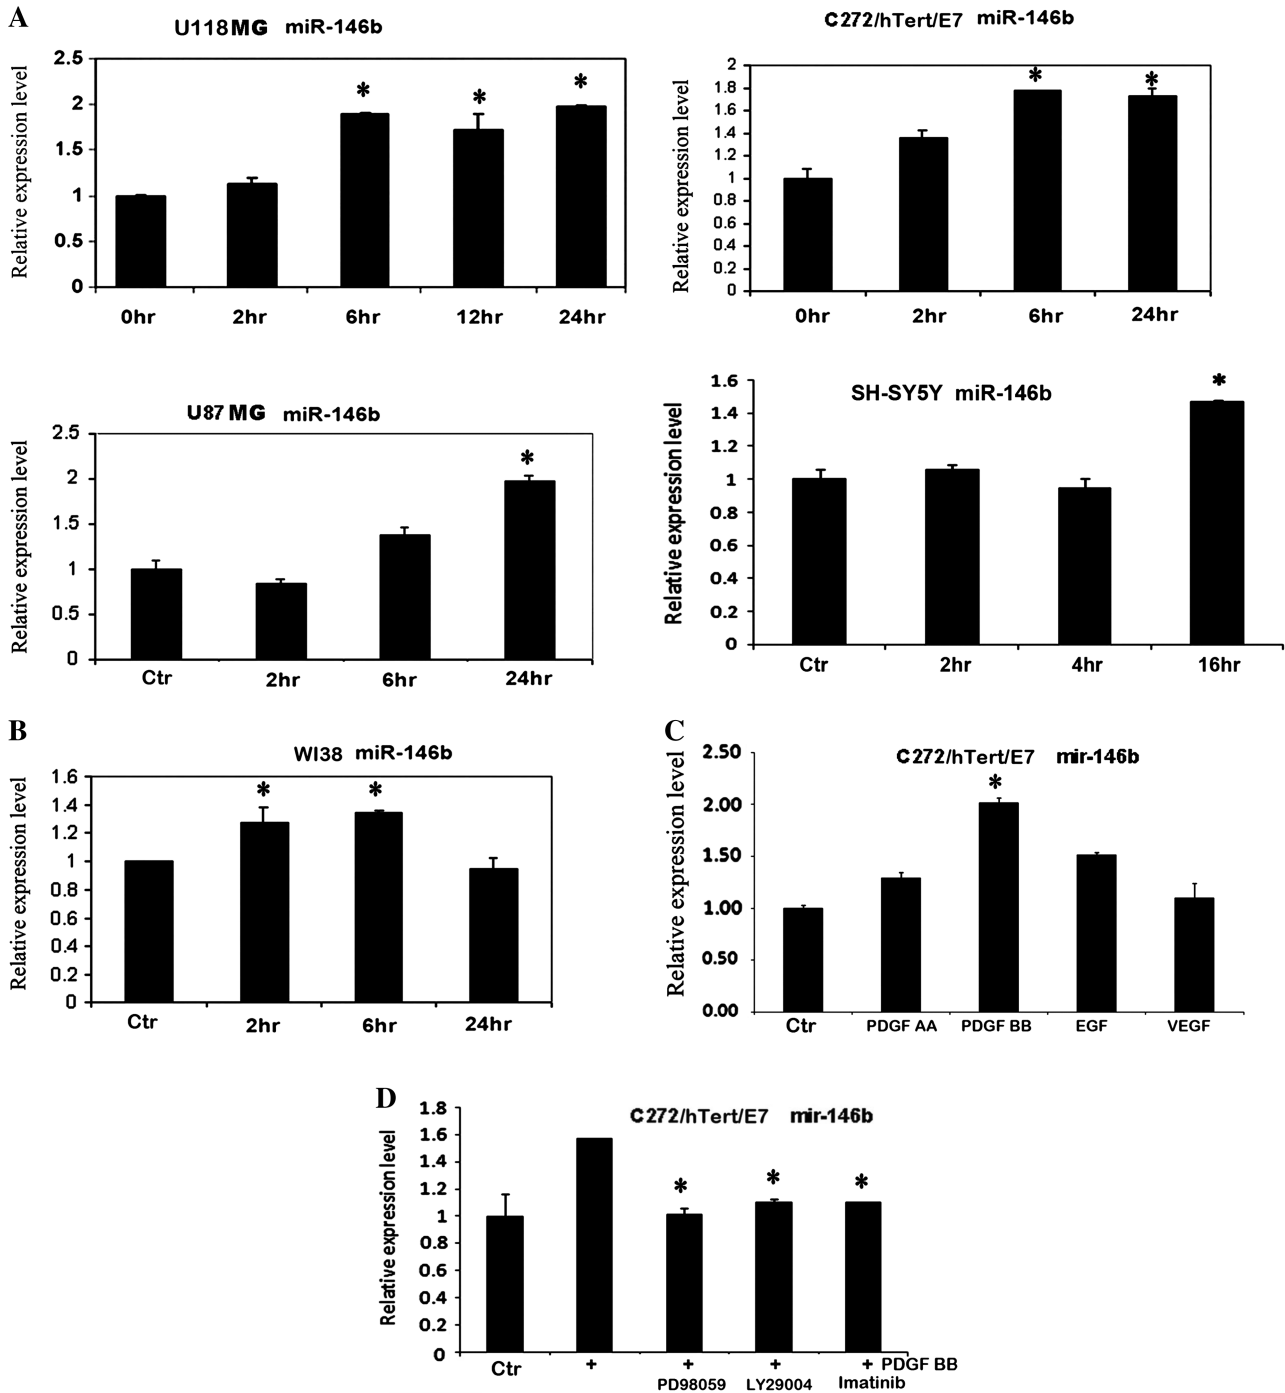 A
U118MG miR-146b
Relative expression level
2.5
2
1.5
1
0.5
0
* * *
0hr 2hr 6hr 12hr 24hr
C272/hTert/E7 miR-146b
Relative expression level
2
1.8
1.6
1.4
1.2
1
0.8
0.6
0.4
0.2
0
* *
0hr 2hr 6hr 24hr
U87MG miR-146b
Relative expression level
2.5
2
1.5
1
0.5
0
*
Ctr 2hr 6hr 24hr
SH-SY5Y miR-146b
Relative expression level
1.6
1.4
1.2
1
0.8
0.6
0.4
0.2
0
*
Ctr 2hr 4hr 16hr
B
WI38 miR-146b
Relative expression level
1.6
1.4
1.2
1
0.8
0.6
0.4
0.2
0
* *
Ctr 2hr 6hr 24hr
C
C272/hTert/E7 mir-146b
Relative expression level
2.50
2.00
1.50
1.00
0.50
0.00
*
Ctr PDGF AA PDGF BB EGF VEGF
D
C272/hTert/E7 mir-146b
Relative expression level
1.8
1.6
1.4
1.2
1
0.8
0.6
0.4
0.2
0
* * *
Ctr + + + + PDGF BB
PD98059 LY29004 Imatinib